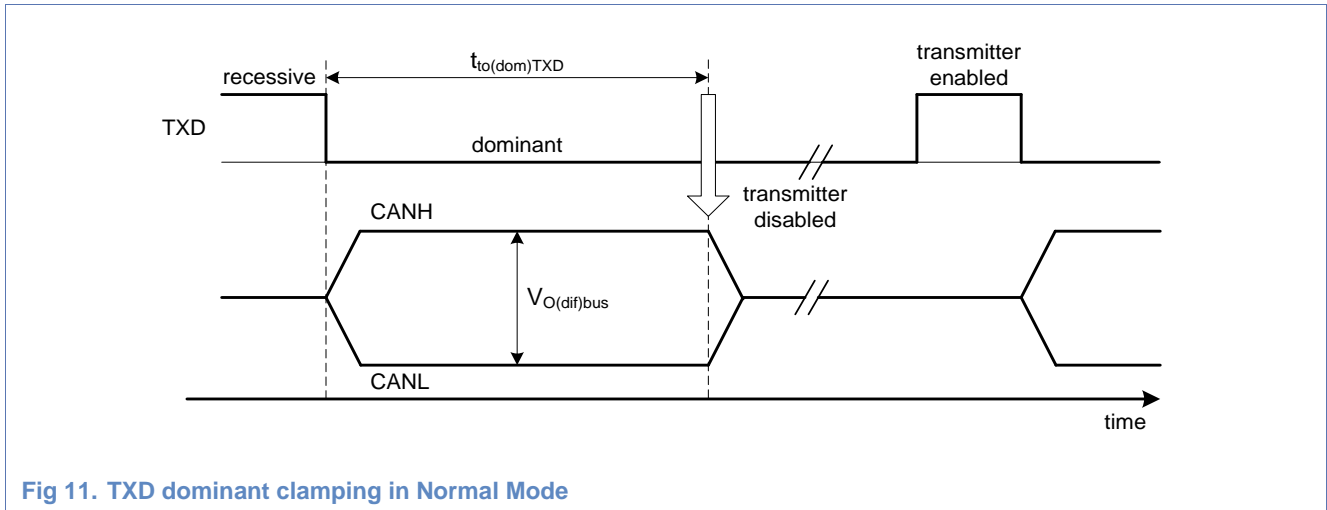 t_to(dom)TXD
transmitter
enabled
recessive
TXD
dominant
transmitter
disabled
CANH
V_O(dif)bus
CANL
time
Fig 11. TXD dominant clamping in Normal Mode